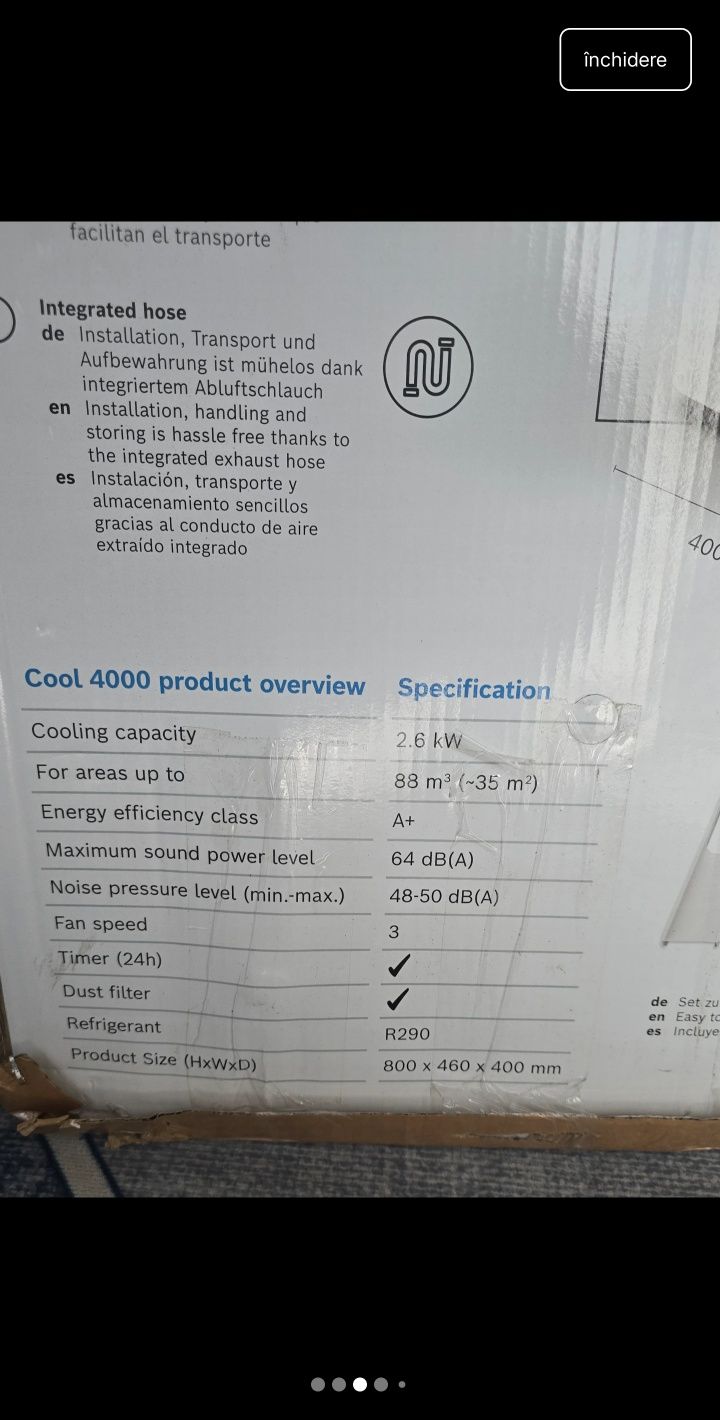 închidere
facilitan el transporte
Integrated hose
de Installation, Transport und
Aufbewahrung ist mühelos dank
integriertem Abluftschlauch
en Installation, handling and
storing is hassle free thanks to
the integrated exhaust hose
es Instalación, transporte y
almacenamiento sencillos
gracias al conducto de aire
extraído integrado
400
Cool 4000 product overview Specification
Cooling capacity 2.6 kW
For areas up to 88 m³ (~35 m²)
Energy efficiency class A+
Maximum sound power level 64 dB(A)
Noise pressure level (min.-max.) 48-50 dB(A)
Fan speed 3
Timer (24h) ✓
Dust filter ✓
Refrigerant R290
Product Size (HxWxD) 800 x 460 x 400 mm
de Set zu
en Easy to
es Incluye